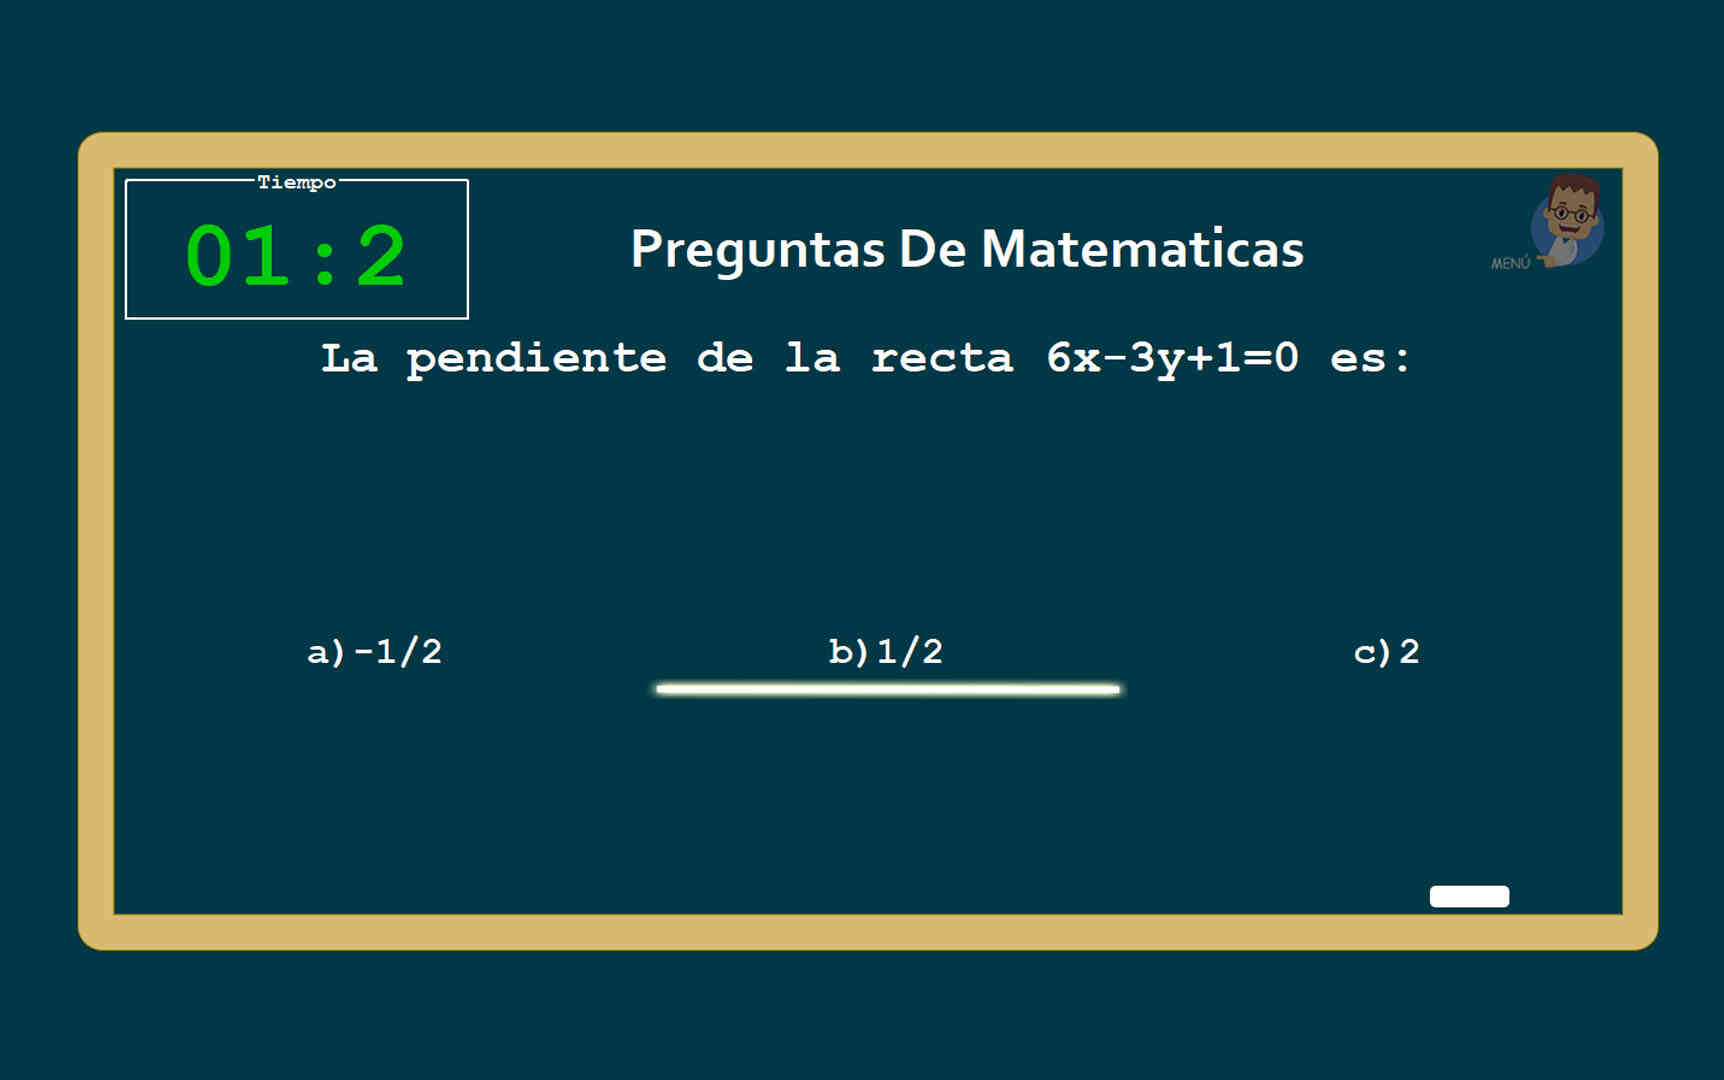 Tiempo
01:2
Preguntas De Matematicas
MENÚ
La pendiente de la recta 6x-3y+1=0 es:
a)-1/2
b)1/2
c)2